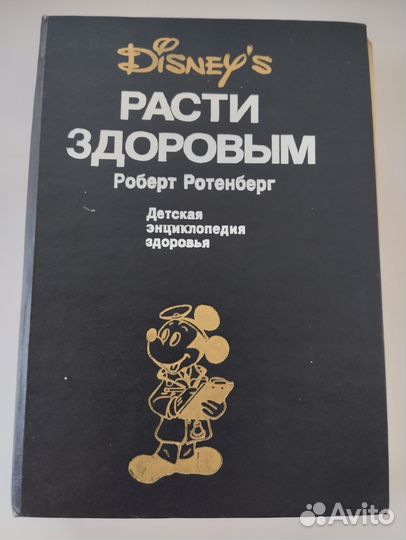 Disney's
РАСТИ
ЗДОРОВЫМ
Роберт Ротенберг
Детская
энциклопедия
здоровья
Avito